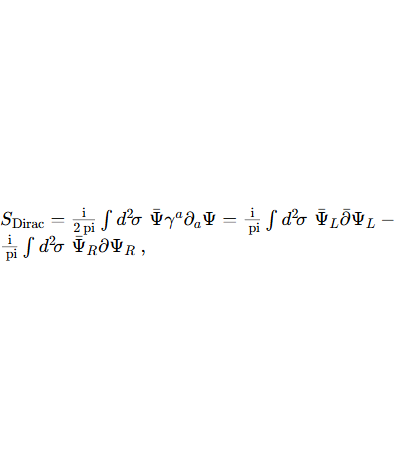 $S_{\text{Dirac}} = \frac{\text{i}}{2\,\text{pi}} \int d^2\!\sigma \ \bar{\Psi}\gamma^a\partial_a\Psi = \frac{\text{i}}{\text{pi}} \int d^2\!\sigma \ \bar{\Psi}_L\bar{\partial}\Psi_L -$
$\frac{\text{i}}{\text{pi}} \int d^2\!\sigma \ \bar{\Psi}_R\partial\Psi_R \ ,$